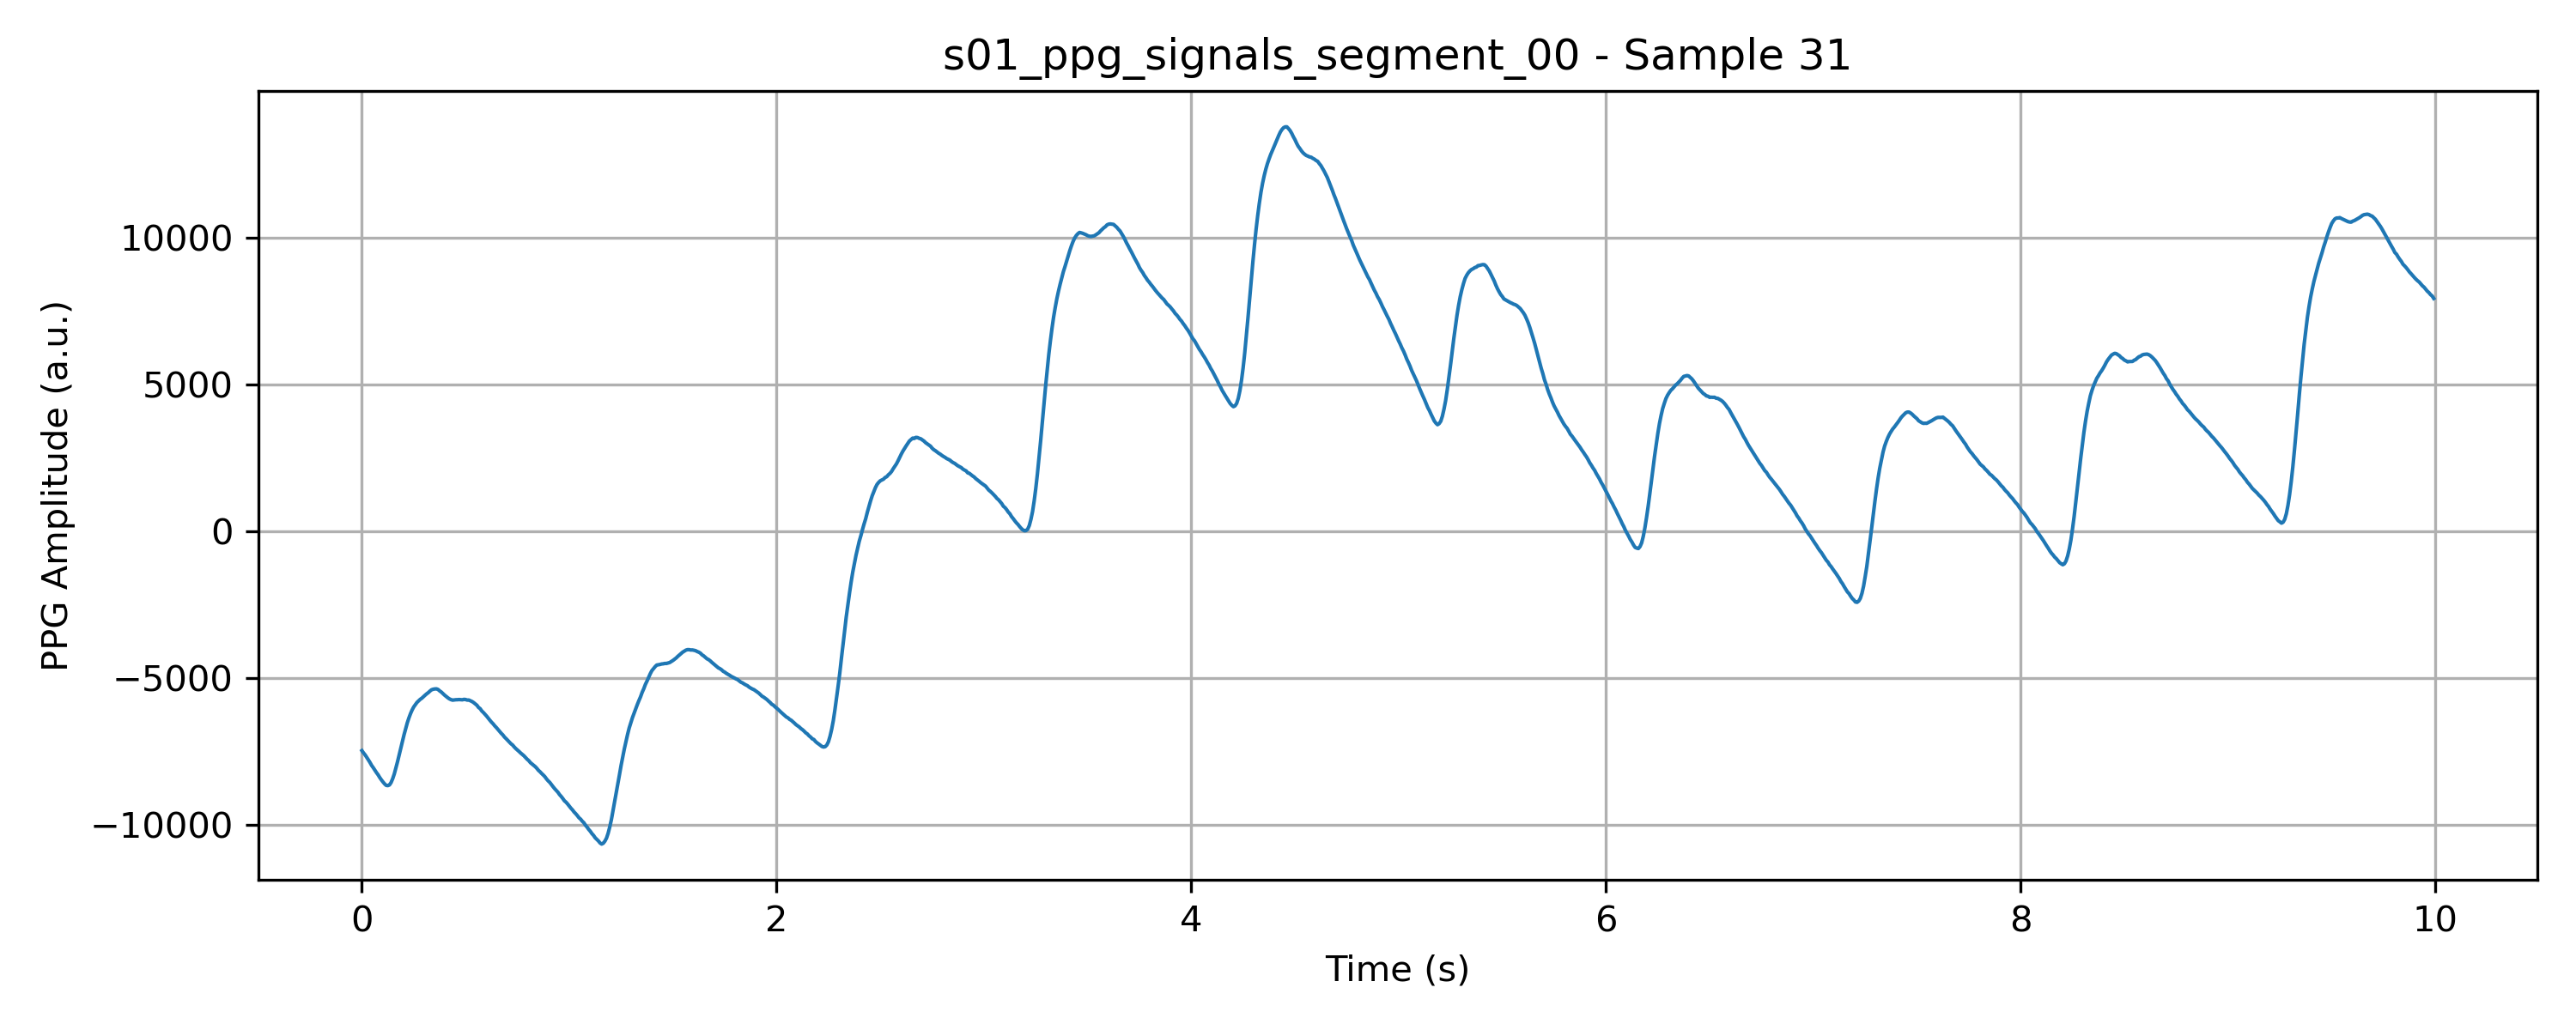 s01_ppg_signals_segment_00 - Sample 31
PPG Amplitude (a.u.)
10000
5000
0
−5000
−10000
0 2 4 6 8 10
Time (s)